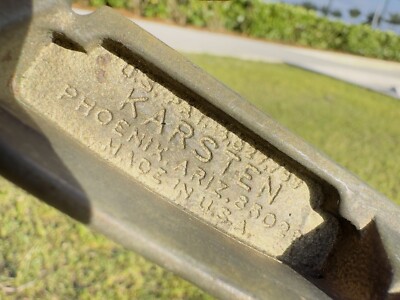 KARSTEN
PHOENIX ARIZ. 85029
MADE IN U.S.A.